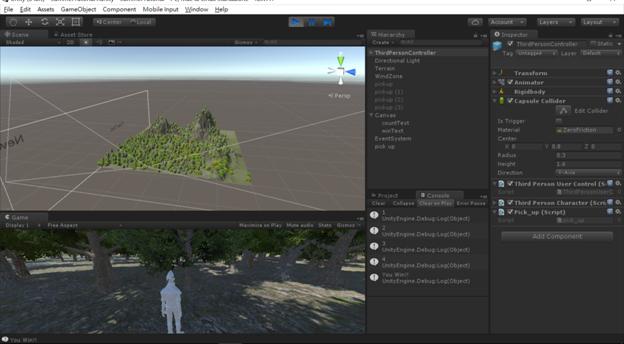 File Edit Assets GameObject Component Mobile Input Window Help
Center Local
Account Layers Layout
Scene Asset Store
Shaded 2D Gizmos
Persp
Game
Display 1 Free Aspect Maximize on Play Mute audio Stats Gizmos
Hierarchy
Create
ThirdPersonController
Directional Light
Terrain
WindZone
pickup
pickup (1)
pickup (2)
pickup (3)
Canvas
countText
winText
EventSystem
pick up
Project Console
Clear Collapse Clear on Play Error Pause
1
UnityEngine.Debug:Log(Object)
2
UnityEngine.Debug:Log(Object)
3
UnityEngine.Debug:Log(Object)
4
UnityEngine.Debug:Log(Object)
You Win!!
UnityEngine.Debug:Log(Object)
Inspector
ThirdPersonController Static
Tag Untagged Layer Default
Transform
Animator
Rigidbody
Capsule Collider
Edit Collider
Is Trigger
Material ZeroFriction
Center
X 0 Y 0.8 Z 0
Radius 0.3
Height 1.6
Direction Y-Axis
Third Person User Control (S
Script ThirdPersonUserC
Third Person Character (Scri
Pick_up (Script)
Script pick_up
Add Component
You Win!!